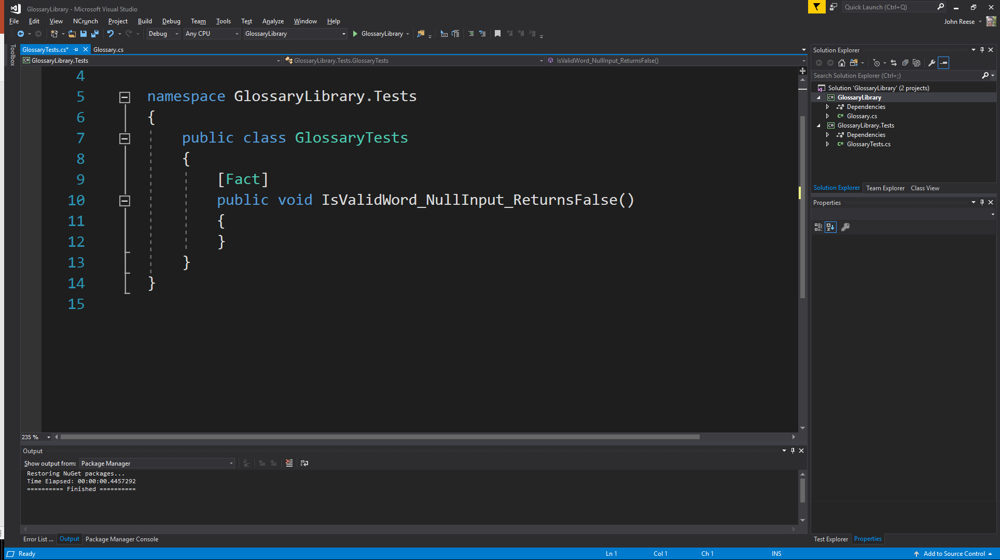 GlossaryLibrary - Microsoft Visual Studio
Quick Launch (Ctrl+Q)
File Edit View NCrunch Project Build Debug Team Tools Test Analyze Window Help
John Reese
Debug Any CPU GlossaryLibrary GlossaryLibrary
Toolbox
GlossaryTests.cs* Glossary.cs
GlossaryLibrary.Tests GlossaryLibrary.Tests.GlossaryTests IsValidWord_NullInput_ReturnsFalse()
4
5 namespace GlossaryLibrary.Tests
6 {
7 public class GlossaryTests
8 {
9 [Fact]
10 public void IsValidWord_NullInput_ReturnsFalse()
11 {
12 }
13 }
14 }
15
235 %
Output
Show output from: Package Manager
Restoring NuGet packages...
Time Elapsed: 00:00:00.4457292
========== Finished ==========
Error List ... Output Package Manager Console
Solution Explorer
Search Solution Explorer (Ctrl+;)
Solution 'GlossaryLibrary' (2 projects)
C# GlossaryLibrary
Dependencies
C# Glossary.cs
C# GlossaryLibrary.Tests
Dependencies
C# GlossaryTests.cs
Solution Explorer Team Explorer Class View
Properties
Test Explorer Properties
Ready Ln 1 Col 1 Ch 1 INS Add to Source Control